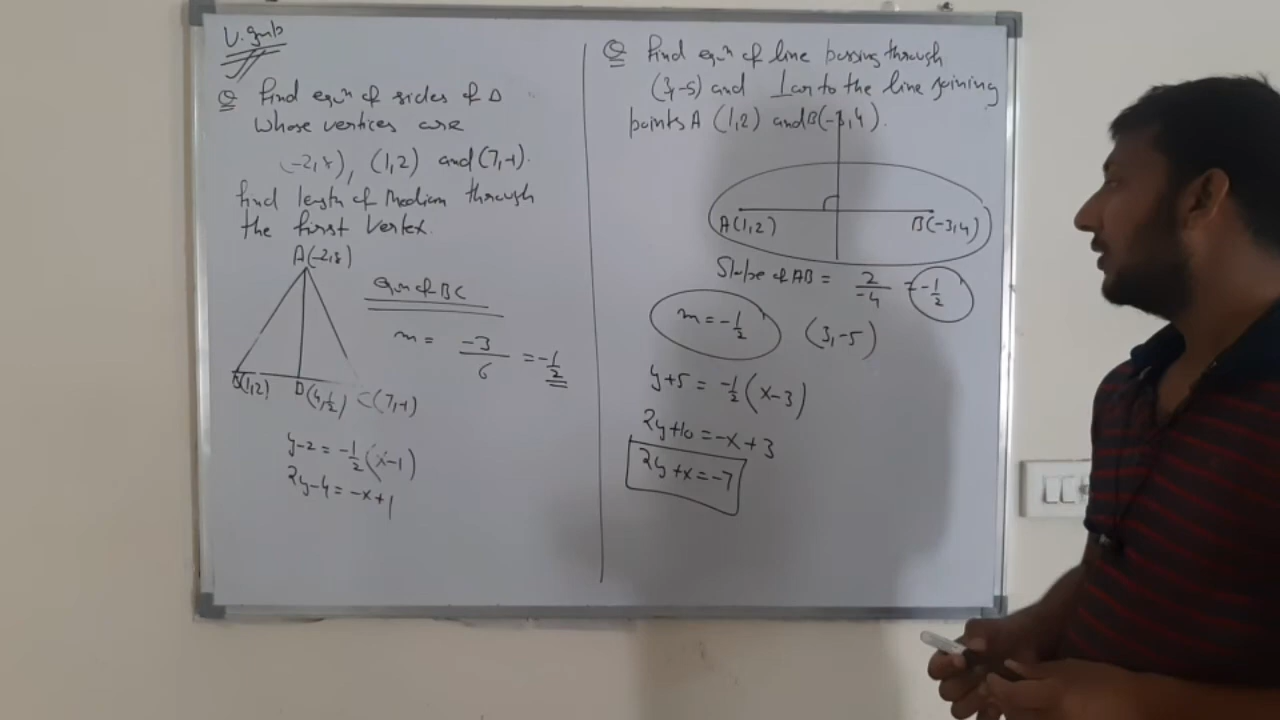 V. Imp
Q Find eqn of sides of Δ
whose vertices are
(-2,8), (1,2) and (7,-1).
Find length of Median through
the first vertex.
A(-2,8)
(1,2)
D(4,1/2)
C(7,-1)
Eqn of BC
m = -3/6 = -1/2
y-2 = -1/2(x-1)
2y-4 = -x+1
Q Find eqn of line passing through
(3,-5) and ⊥ar to the line joining
points A (1,2) and B(-3,4).
A(1,2)
B(-3,4)
Slope of AB = 2/-4 = -1/2
m = -1/2 (3,-5)
y+5 = -1/2(x-3)
2y+10 = -x+3
2y+x = -7